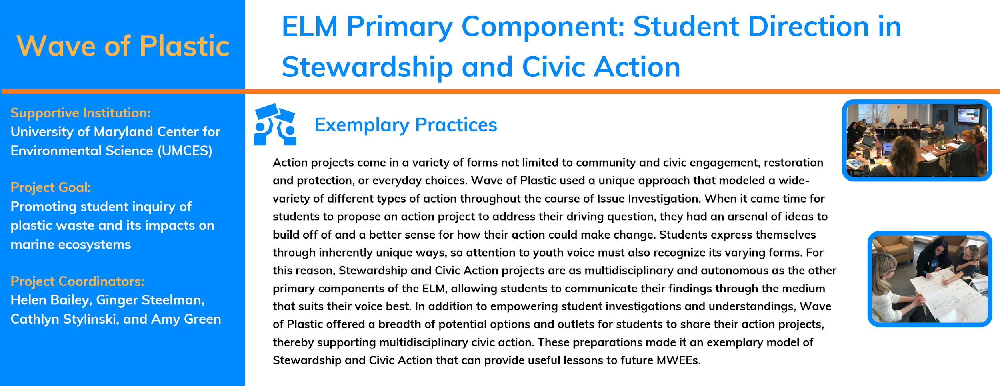 Wave of Plastic
ELM Primary Component: Student Direction in
Stewardship and Civic Action
Supportive Institution:
University of Maryland Center for
Environmental Science (UMCES)
Project Goal:
Promoting student inquiry of
plastic waste and its impacts on
marine ecosystems
Project Coordinators:
Helen Bailey, Ginger Steelman,
Cathlyn Stylinski, and Amy Green
Exemplary Practices
Action projects come in a variety of forms not limited to community and civic engagement, restoration
and protection, or everyday choices. Wave of Plastic used a unique approach that modeled a wide-
variety of different types of action throughout the course of Issue Investigation. When it came time for
students to propose an action project to address their driving question, they had an arsenal of ideas to
build off of and a better sense for how their action could make change. Students express themselves
through inherently unique ways, so attention to youth voice must also recognize its varying forms. For
this reason, Stewardship and Civic Action projects are as multidisciplinary and autonomous as the other
primary components of the ELM, allowing students to communicate their findings through the medium
that suits their voice best. In addition to empowering student investigations and understandings, Wave
of Plastic offered a breadth of potential options and outlets for students to share their action projects,
thereby supporting multidisciplinary civic action. These preparations made it an exemplary model of
Stewardship and Civic Action that can provide useful lessons to future MWEEs.